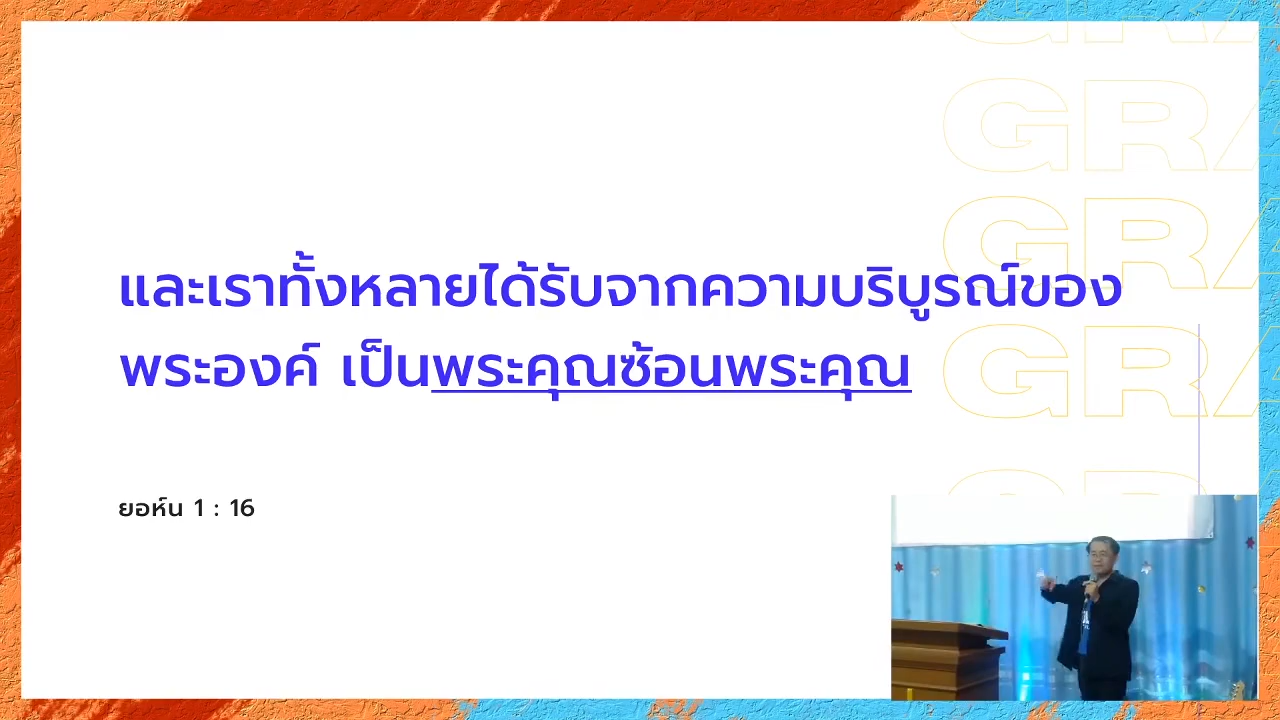 GRA
GRA
GRA
และเราทั้งหลายได้รับจากความบริบูรณ์ของ
พระองค์ เป็นพระคุณซ้อนพระคุณ
ยอห์น 1 : 16